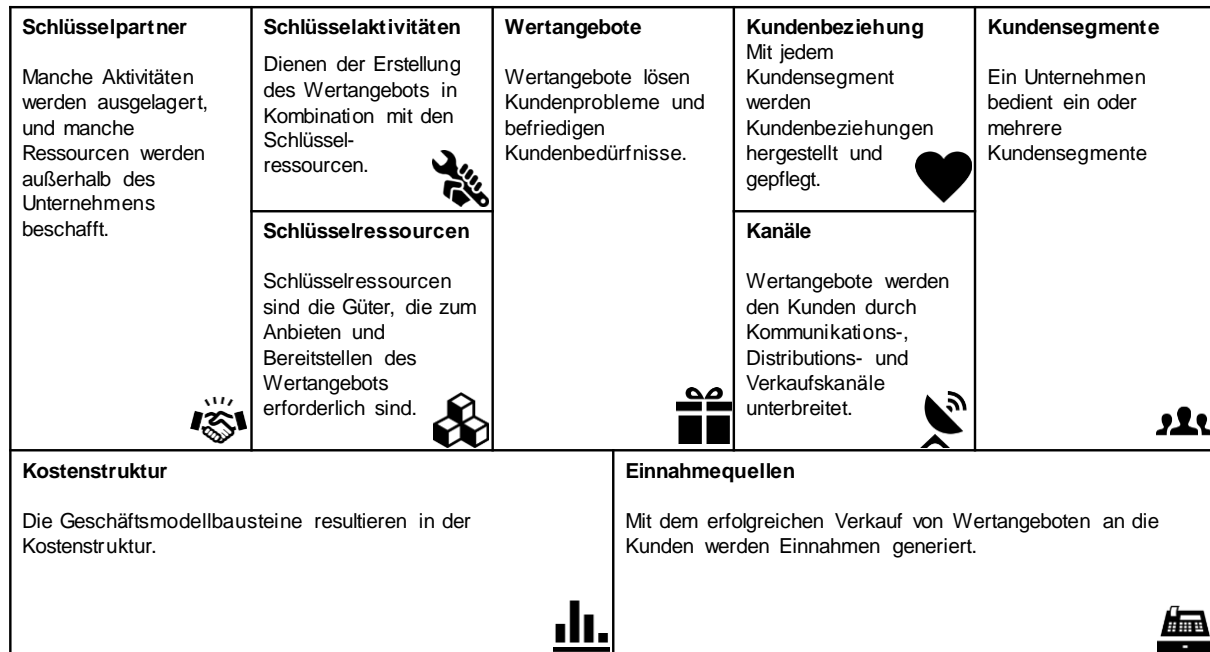 Schlüsselpartner
Manche Aktivitäten
werden ausgelagert,
und manche
Ressourcen werden
außerhalb des
Unternehmens
beschafft.
Schlüsselaktivitäten
Dienen der Erstellung
des Wertangebots in
Kombination mit den
Schlüssel-
ressourcen.
Schlüsselressourcen
Schlüsselressourcen
sind die Güter, die zum
Anbieten und
Bereitstellen des
Wertangebots
erforderlich sind.
Wertangebote
Wertangebote lösen
Kundenprobleme und
befriedigen
Kundenbedürfnisse.
Kundenbeziehung
Mit jedem
Kundensegment
werden
Kundenbeziehungen
hergestellt und
gepflegt.
Kanäle
Wertangebote werden
den Kunden durch
Kommunikations-,
Distributions- und
Verkaufskanäle
unterbreitet.
Kundensegmente
Ein Unternehmen
bedient ein oder
mehrere
Kundensegmente
Kostenstruktur
Die Geschäftsmodellbausteine resultieren in der
Kostenstruktur.
Einnahmequellen
Mit dem erfolgreichen Verkauf von Wertangeboten an die
Kunden werden Einnahmen generiert.